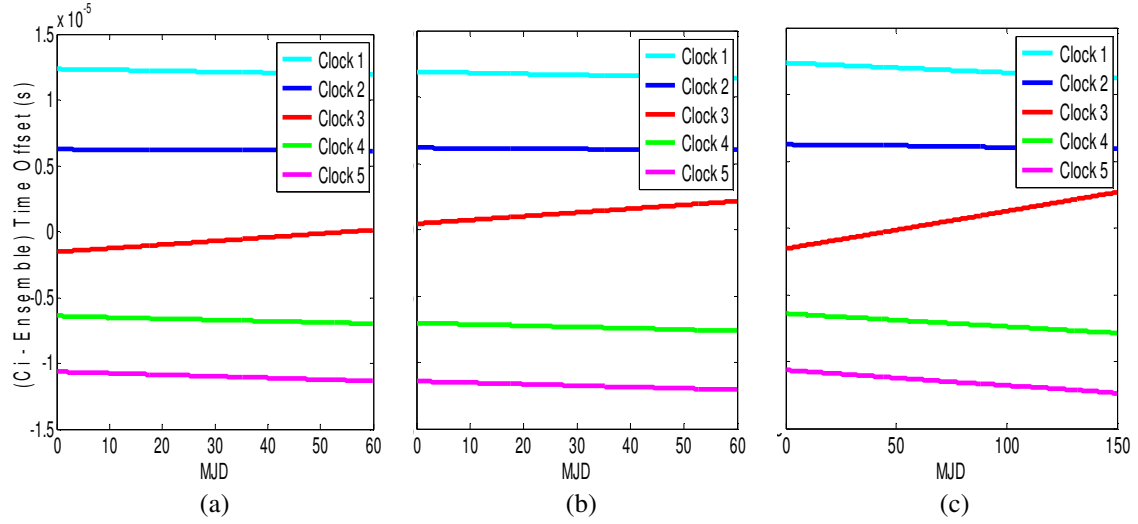 x 10⁻⁵
(Ci-Ensemble) Time Offset (s)
1.5
1
0.5
0
-0.5
-1
-1.5
Clock 1
Clock 2
Clock 3
Clock 4
Clock 5
0 10 20 30 40 50 60
MJD
(a)
Clock 1
Clock 2
Clock 3
Clock 4
Clock 5
0 10 20 30 40 50 60
MJD
(b)
Clock 1
Clock 2
Clock 3
Clock 4
Clock 5
0 50 100 150
MJD
(c)